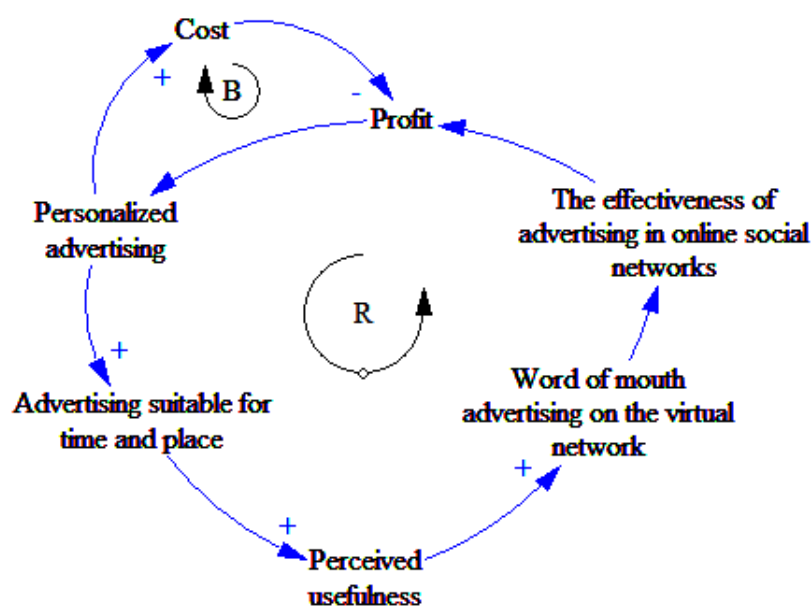 Cost
+
B
-
Profit
Personalized
advertising
The effectiveness of
advertising in online social
networks
R
+
Advertising suitable for
time and place
Word of mouth
advertising on the virtual
network
+
+
Perceived
usefulness